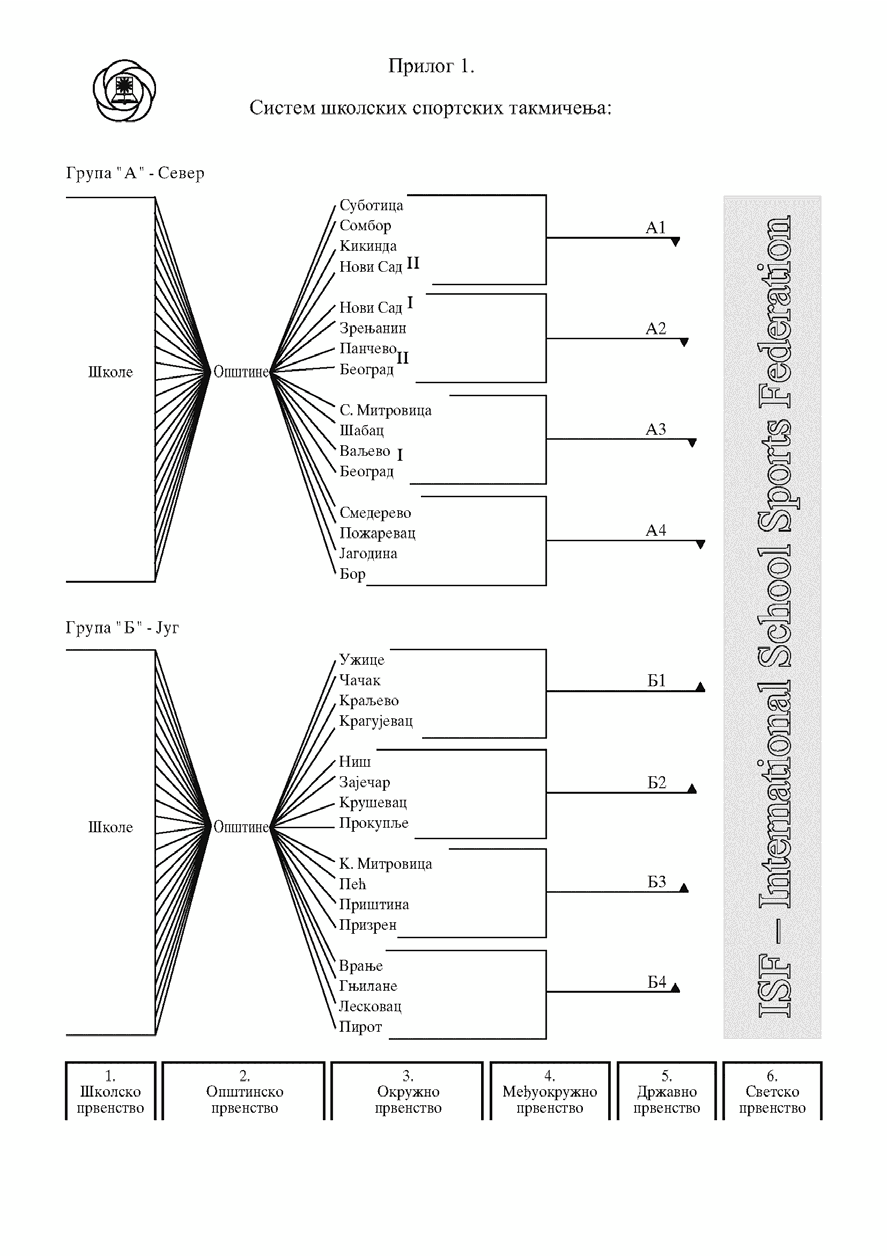 Прилог 1.
Систем школских спортских такмичења:
Група "А" - Север
Школе
Општине
Суботица
Сомбор
Кикинда
Нови Сад II
Нови Сад I
Зрењанин
Панчево
Београд II
С. Митровица
Шабац
Ваљево
Београд I
Смедерево
Пожаревац
Јагодина
Бор
А1
А2
А3
А4
Група "Б" - Југ
Школе
Општине
Ужице
Чачак
Краљево
Крагујевац
Ниш
Зајечар
Крушевац
Прокупље
К. Митровица
Пећ
Приштина
Призрен
Врање
Гњилане
Лесковац
Пирот
Б1
Б2
Б3
Б4
ISF – International School Sports Federation
1.
Школско
првенство
2.
Општинско
првенство
3.
Окружно
првенство
4.
Међуокружно
првенство
5.
Државно
првенство
6.
Светско
првенство